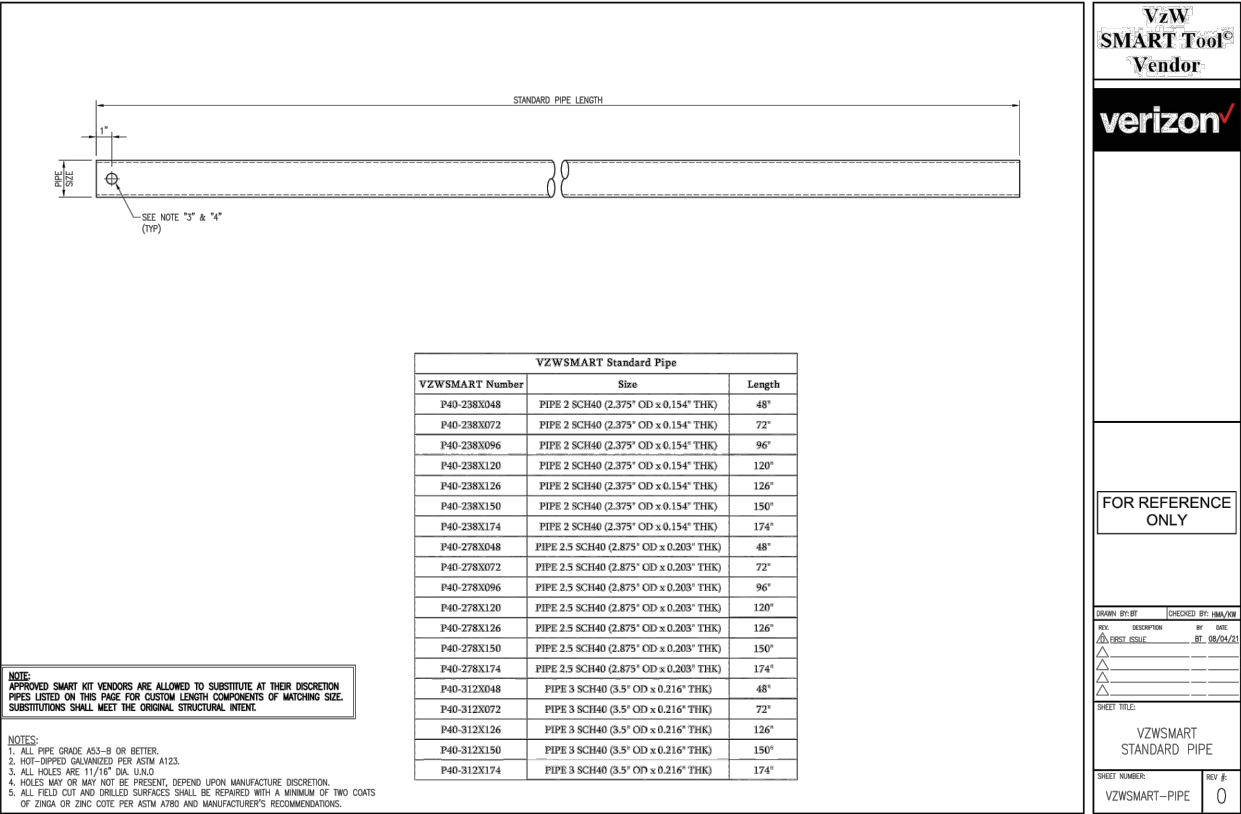 STANDARD PIPE LENGTH
1"
PIPE
SIZE
SEE NOTE "3" & "4"
(TYP)
VZWSMART Standard Pipe
VZWSMART Number Size Length
P40-238X048 PIPE 2 SCH40 (2.375" OD x 0.154" THK) 48"
P40-238X072 PIPE 2 SCH40 (2.375" OD x 0.154" THK) 72"
P40-238X096 PIPE 2 SCH40 (2.375" OD x 0.154" THK) 96"
P40-238X120 PIPE 2 SCH40 (2.375" OD x 0.154" THK) 120"
P40-238X126 PIPE 2 SCH40 (2.375" OD x 0.154" THK) 126"
P40-238X150 PIPE 2 SCH40 (2.375" OD x 0.154" THK) 150"
P40-238X174 PIPE 2 SCH40 (2.375" OD x 0.154" THK) 174"
P40-278X048 PIPE 2.5 SCH40 (2.875" OD x 0.203" THK) 48"
P40-278X072 PIPE 2.5 SCH40 (2.875" OD x 0.203" THK) 72"
P40-278X096 PIPE 2.5 SCH40 (2.875" OD x 0.203" THK) 96"
P40-278X120 PIPE 2.5 SCH40 (2.875" OD x 0.203" THK) 120"
P40-278X126 PIPE 2.5 SCH40 (2.875" OD x 0.203" THK) 126"
P40-278X150 PIPE 2.5 SCH40 (2.875" OD x 0.203" THK) 150"
P40-278X174 PIPE 2.5 SCH40 (2.875" OD x 0.203" THK) 174"
P40-312X048 PIPE 3 SCH40 (3.5" OD x 0.216" THK) 48"
P40-312X072 PIPE 3 SCH40 (3.5" OD x 0.216" THK) 72"
P40-312X126 PIPE 3 SCH40 (3.5" OD x 0.216" THK) 126"
P40-312X150 PIPE 3 SCH40 (3.5" OD x 0.216" THK) 150"
P40-312X174 PIPE 3 SCH40 (3.5" OD x 0.216" THK) 174"
NOTE:
APPROVED SMART KIT VENDORS ARE ALLOWED TO SUBSTITUTE AT THEIR DISCRETION
PIPES LISTED ON THIS PAGE FOR CUSTOM LENGTH COMPONENTS OF MATCHING SIZE.
SUBSTITUTIONS SHALL MEET THE ORIGINAL STRUCTURAL INTENT.
NOTES:
1. ALL PIPE GRADE A53-B OR BETTER.
2. HOT-DIPPED GALVANIZED PER ASTM A123.
3. ALL HOLES ARE 11/16" DIA. U.N.O
4. HOLES MAY OR MAY NOT BE PRESENT, DEPEND UPON MANUFACTURE DISCRETION.
5. ALL FIELD CUT AND DRILLED SURFACES SHALL BE REPAIRED WITH A MINIMUM OF TWO COATS
OF ZINGA OR ZINC COTE PER ASTM A780 AND MANUFACTURER'S RECOMMENDATIONS.
VzW
SMART Tool©
Vendor
verizon
FOR REFERENCE
ONLY
DRAWN BY: BT CHECKED BY: HMA/KW
REV. DESCRIPTION BY DATE
0 FIRST ISSUE BT 08/04/21
SHEET TITLE:
VZWSMART
STANDARD PIPE
SHEET NUMBER: REV #:
VZWSMART-PIPE 0